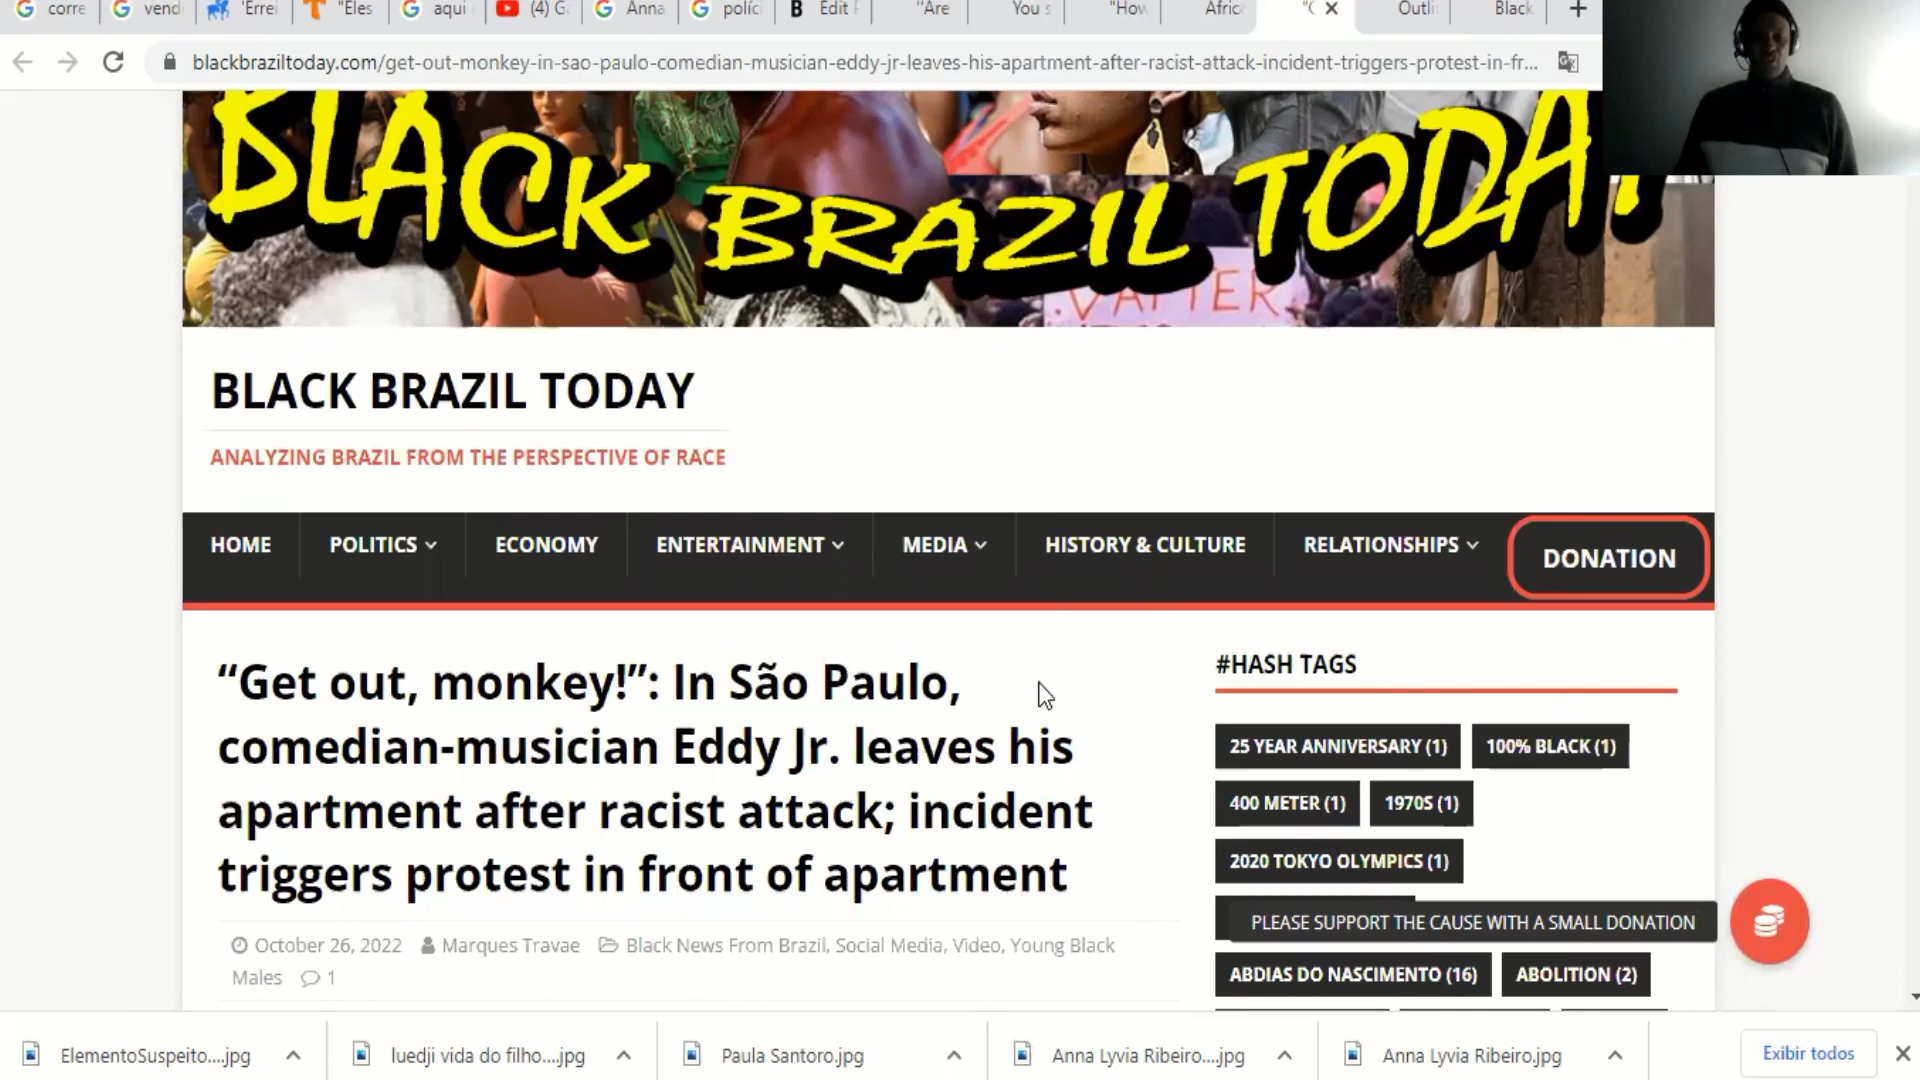 corre
vend
'Errei
"Eles
aqui
(4) G
Anna
políc
Edit
"Are
You s
"How
Afric
Outli
Black
blackbraziltoday.com/get-out-monkey-in-sao-paulo-comedian-musician-eddy-jr-leaves-his-apartment-after-racist-attack-incident-triggers-protest-in-fr...
BLACK BRAZIL TODAY
BLACK BRAZIL TODAY
ANALYZING BRAZIL FROM THE PERSPECTIVE OF RACE
HOME POLITICS ECONOMY ENTERTAINMENT MEDIA HISTORY & CULTURE RELATIONSHIPS DONATION
“Get out, monkey!”: In São Paulo,
comedian-musician Eddy Jr. leaves his
apartment after racist attack; incident
triggers protest in front of apartment
October 26, 2022 Marques Travae Black News From Brazil, Social Media, Video, Young Black
Males 1
#HASH TAGS
25 YEAR ANNIVERSARY (1) 100% BLACK (1)
400 METER (1) 1970S (1)
2020 TOKYO OLYMPICS (1)
PLEASE SUPPORT THE CAUSE WITH A SMALL DONATION
ABDIAS DO NASCIMENTO (16) ABOLITION (2)
ElementoSuspeito....jpg luedji vida do filho....jpg Paula Santoro.jpg Anna Lyvia Ribeiro....jpg Anna Lyvia Ribeiro.jpg Exibir todos